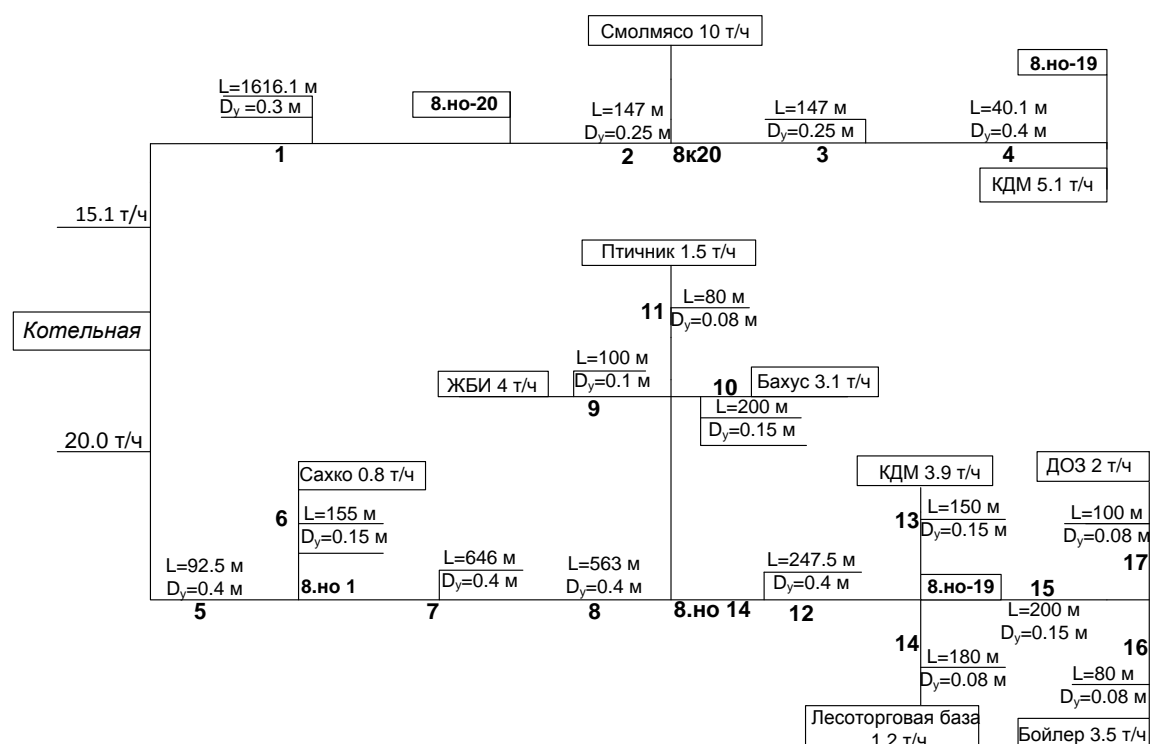 Смолмясо 10 т/ч
8.но-19
L=1616.1 м
Dу=0.3 м
8.но-20
L=147 м
Dу=0.25 м
L=147 м
Dу=0.25 м
L=40.1 м
Dу=0.4 м
1
2
8к20
3
4
КДМ 5.1 т/ч
15.1 т/ч
Птичник 1.5 т/ч
11
L=80 м
Dу=0.08 м
Котельная
L=100 м
Dу=0.1 м
ЖБИ 4 т/ч
10
Бахус 3.1 т/ч
9
L=200 м
Dу=0.15 м
20.0 т/ч
Сахко 0.8 т/ч
КДМ 3.9 т/ч
ДОЗ 2 т/ч
6
L=155 м
Dу=0.15 м
13
L=150 м
Dу=0.15 м
L=100 м
Dу=0.08 м
17
L=92.5 м
Dу=0.4 м
8.но 1
L=646 м
Dу=0.4 м
L=563 м
Dу=0.4 м
L=247.5 м
Dу=0.4 м
8.но-19
15
5
7
8
8.но 14
12
L=200 м
Dу=0.15 м
14
L=180 м
Dу=0.08 м
16
L=80 м
Dу=0.08 м
Лесоторговая база
1.2 т/ч
Бойлер 3.5 т/ч